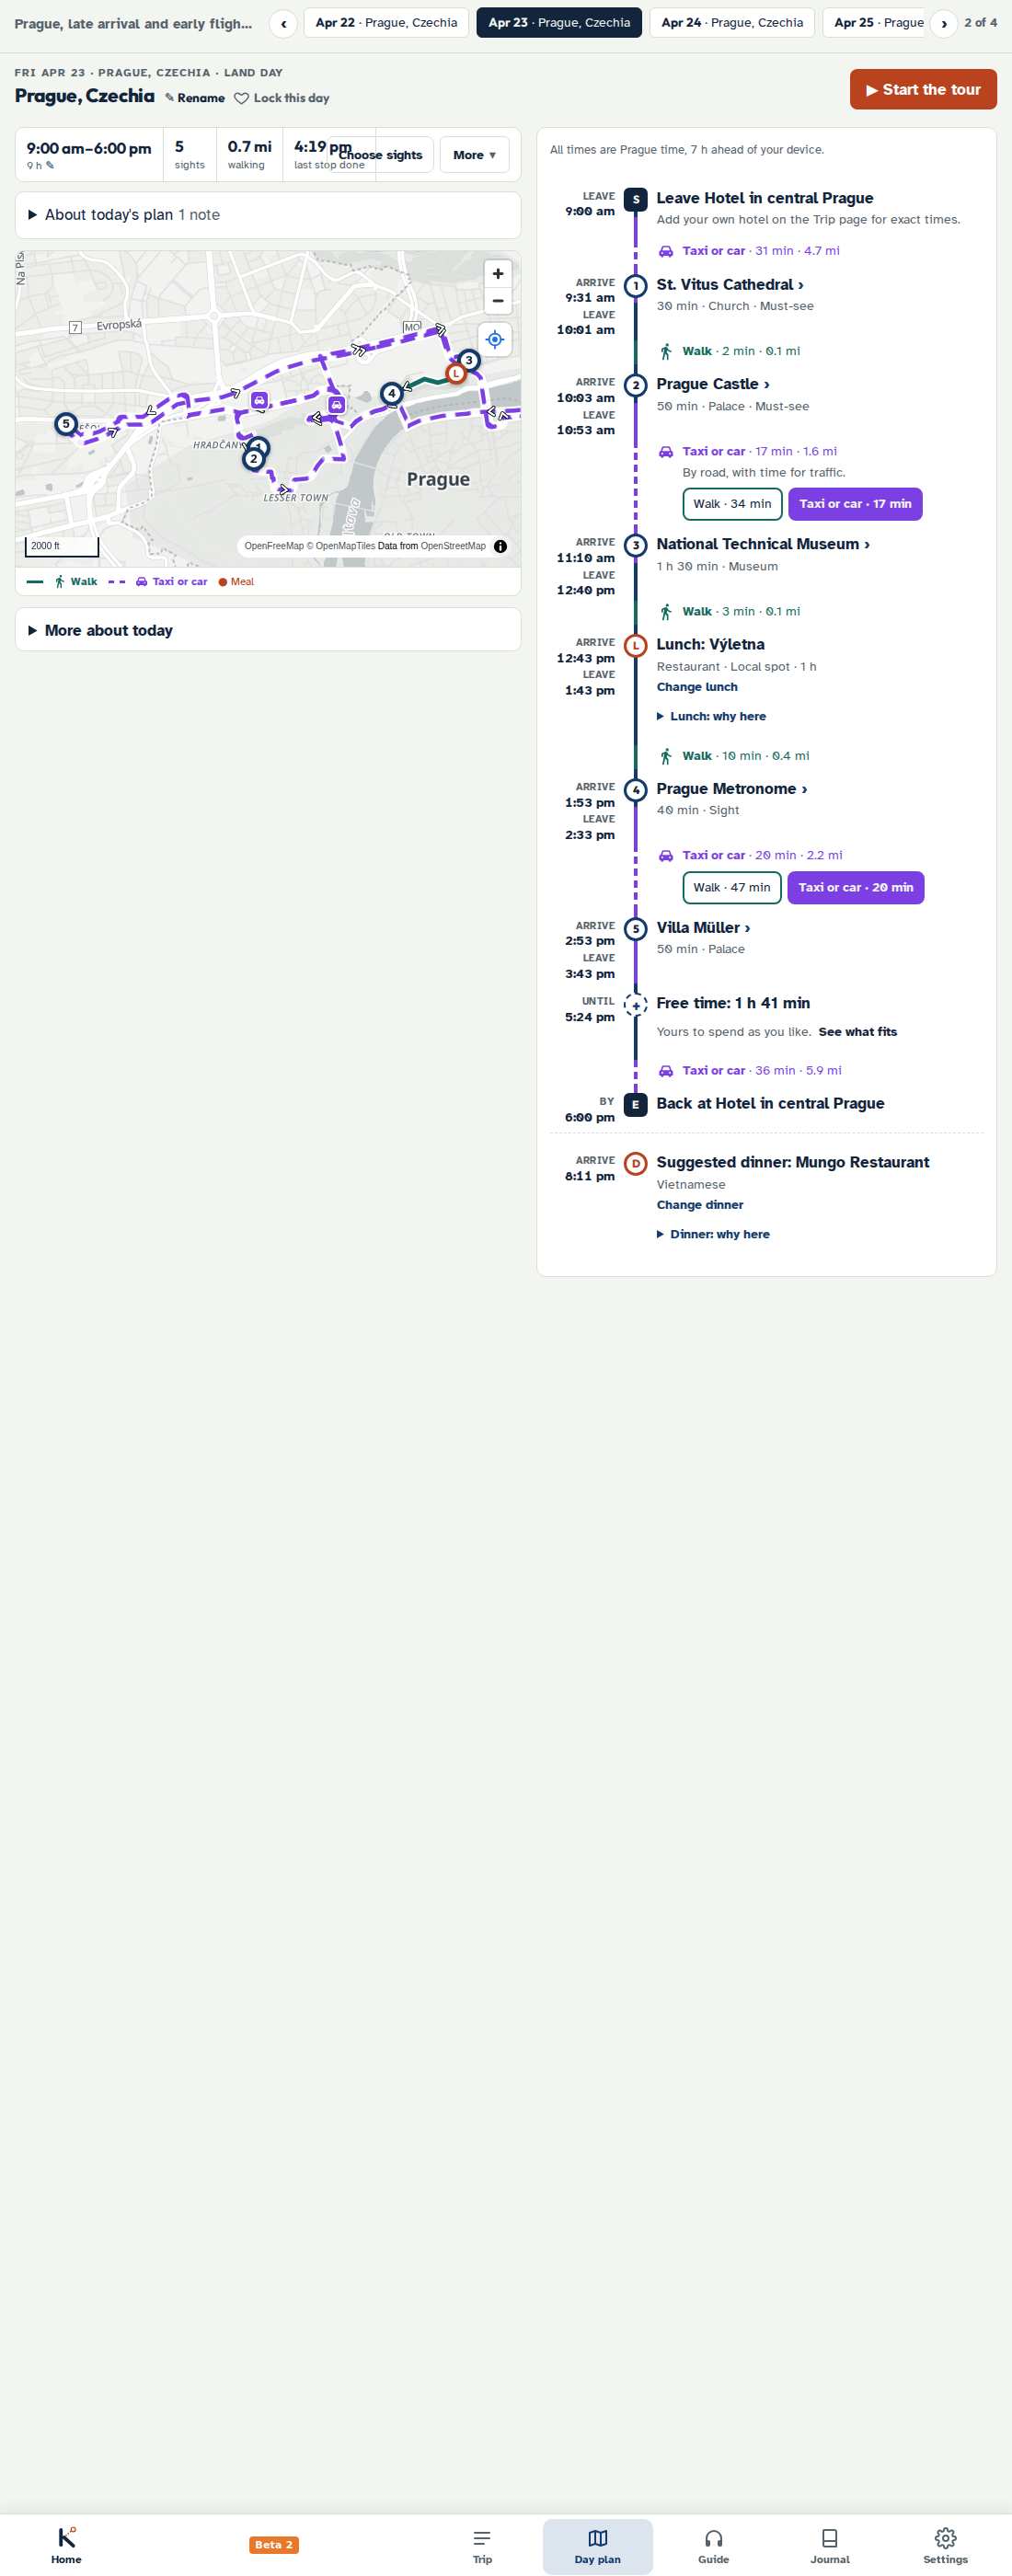 Prague, late arrival and early fligh...
‹
Apr 22 · Prague, Czechia
Apr 23 · Prague, Czechia
Apr 24 · Prague, Czechia
Apr 25 · Prague
›
2 of 4
FRI APR 23 · PRAGUE, CZECHIA · LAND DAY
Prague, Czechia
✎ Rename
Lock this day
▶ Start the tour
9:00 am–6:00 pm
9 h ✎
5
sights
0.7 mi
walking
4:19 pm
last stop done
Choose sights
More ▾
▶ About today's plan 1 note
7
Evropská
MO
3
L
4
5
HRADČAN
1
2
LESSER TOWN
Prague
2000 ft
OpenFreeMap © OpenMapTiles Data from OpenStreetMap
Walk
Taxi or car
Meal
▶ More about today
All times are Prague time, 7 h ahead of your device.
LEAVE
9:00 am
S
Leave Hotel in central Prague
Add your own hotel on the Trip page for exact times.
Taxi or car · 31 min · 4.7 mi
ARRIVE
9:31 am
LEAVE
10:01 am
1
St. Vitus Cathedral ›
30 min · Church · Must-see
Walk · 2 min · 0.1 mi
ARRIVE
10:03 am
LEAVE
10:53 am
2
Prague Castle ›
50 min · Palace · Must-see
Taxi or car · 17 min · 1.6 mi
By road, with time for traffic.
Walk · 34 min
Taxi or car · 17 min
ARRIVE
11:10 am
LEAVE
12:40 pm
3
National Technical Museum ›
1 h 30 min · Museum
Walk · 3 min · 0.1 mi
ARRIVE
12:43 pm
LEAVE
1:43 pm
L
Lunch: Výletna
Restaurant · Local spot · 1 h
Change lunch
▶ Lunch: why here
Walk · 10 min · 0.4 mi
ARRIVE
1:53 pm
LEAVE
2:33 pm
4
Prague Metronome ›
40 min · Sight
Taxi or car · 20 min · 2.2 mi
Walk · 47 min
Taxi or car · 20 min
ARRIVE
2:53 pm
LEAVE
3:43 pm
5
Villa Müller ›
50 min · Palace
UNTIL
5:24 pm
+
Free time: 1 h 41 min
Yours to spend as you like. See what fits
Taxi or car · 36 min · 5.9 mi
BY
6:00 pm
E
Back at Hotel in central Prague
ARRIVE
8:11 pm
D
Suggested dinner: Mungo Restaurant
Vietnamese
Change dinner
▶ Dinner: why here
Home
Beta 2
Trip
Day plan
Guide
Journal
Settings